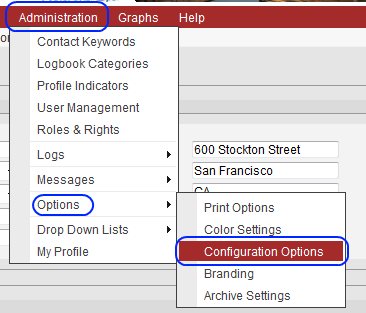 Administration Graphs Help
Contact Keywords
Logbook Categories
Profile Indicators
User Management
Roles & Rights
Logs
600 Stockton Street
San Francisco
Messages
CA
Options
Print Options
Color Settings
Drop Down Lists
Configuration Options
My Profile
Branding
Archive Settings